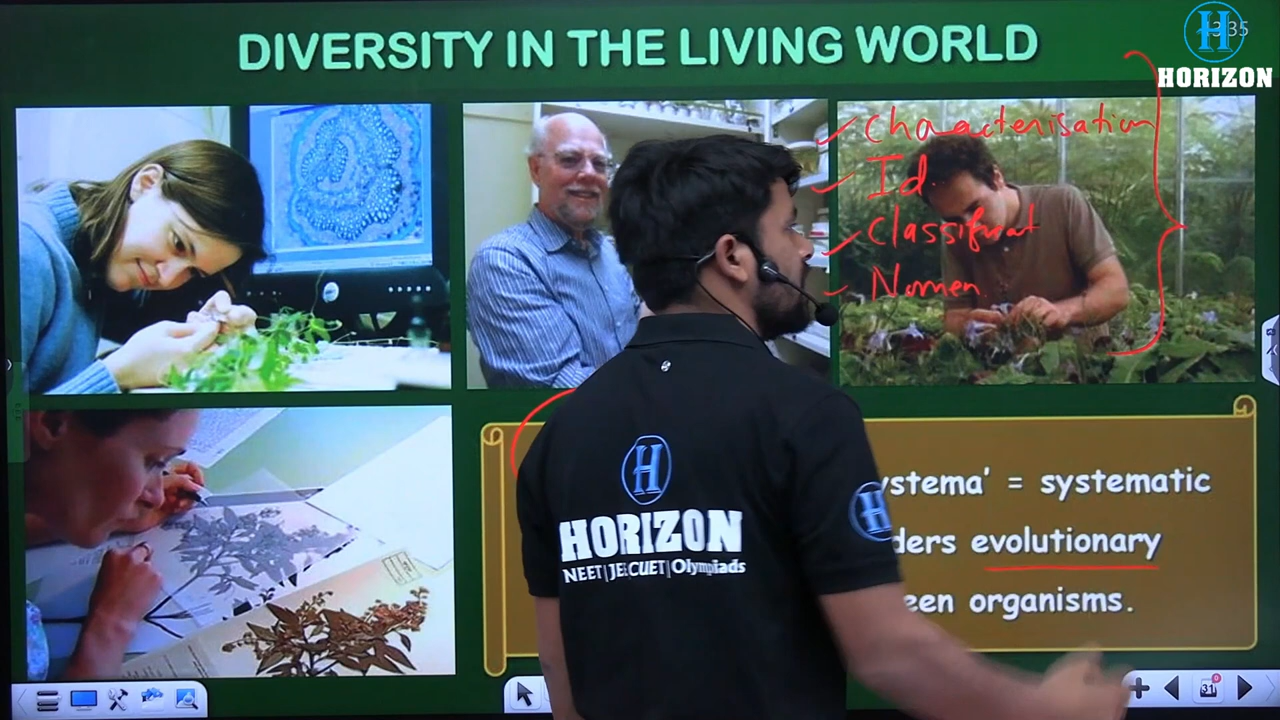 DIVERSITY IN THE LIVING WORLD
HORIZON
Characterisation
Id.
Classificat
Nomen
ystema' = systematic
ders evolutionary
een organisms.
H
HORIZON
NEET|JEE|CUET|Olympiads
H
31